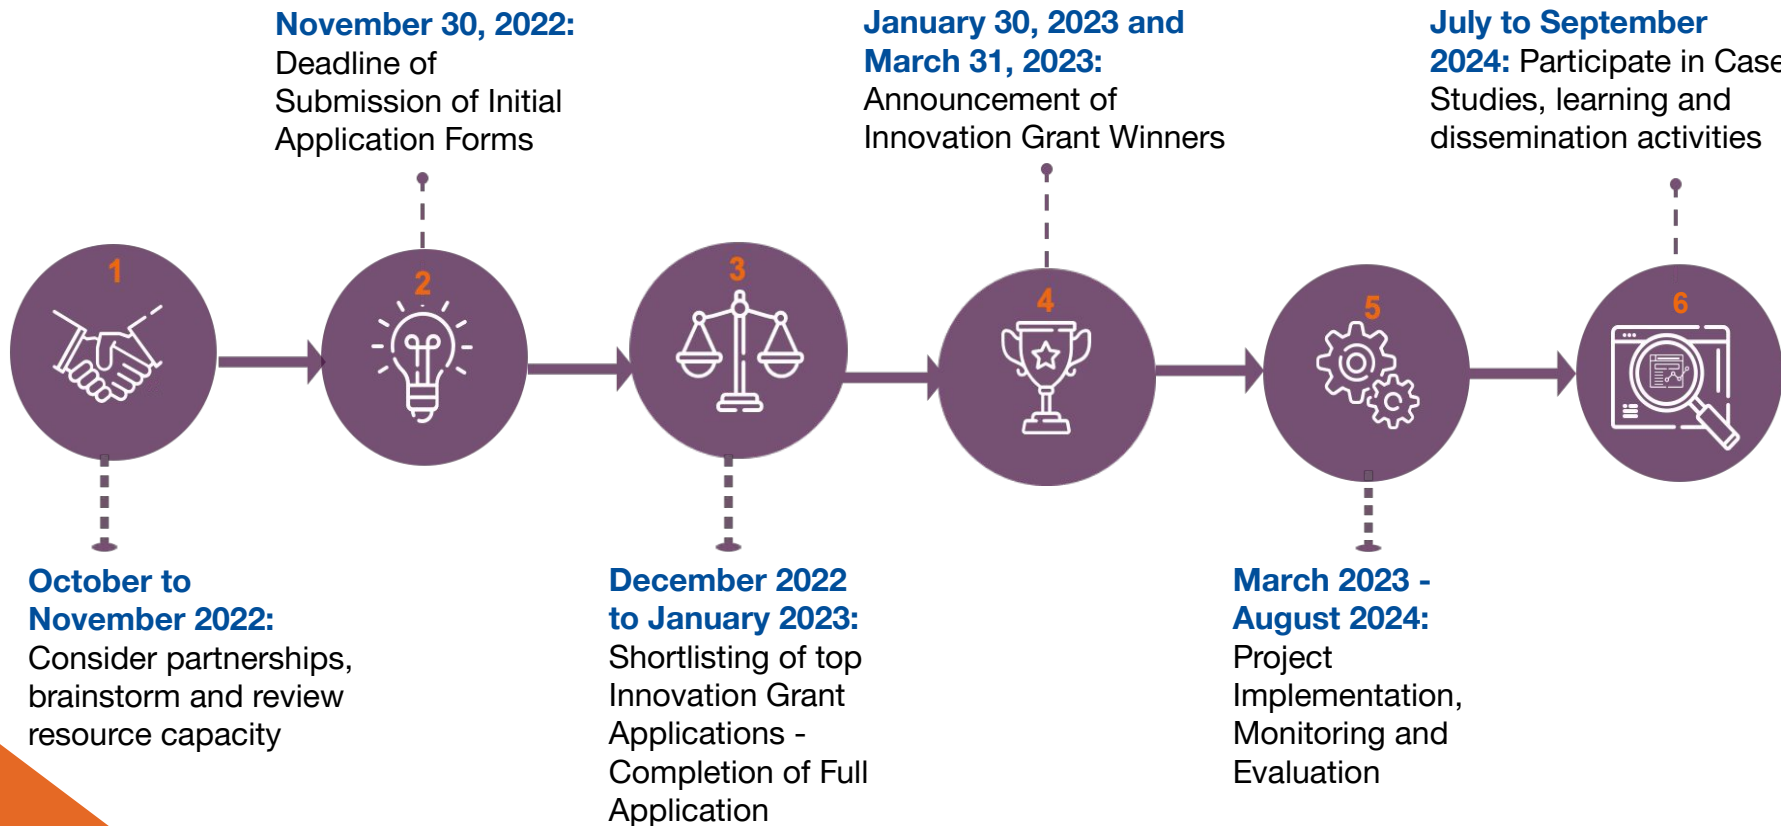 November 30, 2022:
Deadline of
Submission of Initial
Application Forms
January 30, 2023 and
March 31, 2023:
Announcement of
Innovation Grant Winners
July to September
2024: Participate in Case
Studies, learning and
dissemination activities
1
2
3
4
5
6
October to
November 2022:
Consider partnerships,
brainstorm and review
resource capacity
December 2022
to January 2023:
Shortlisting of top
Innovation Grant
Applications -
Completion of Full
Application
March 2023 -
August 2024:
Project
Implementation,
Monitoring and
Evaluation